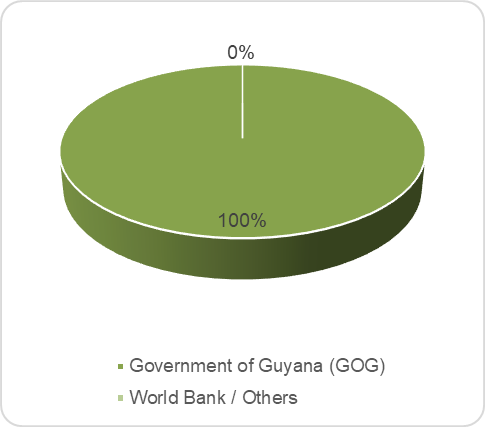 0%
100%
Government of Guyana (GOG)
World Bank / Others